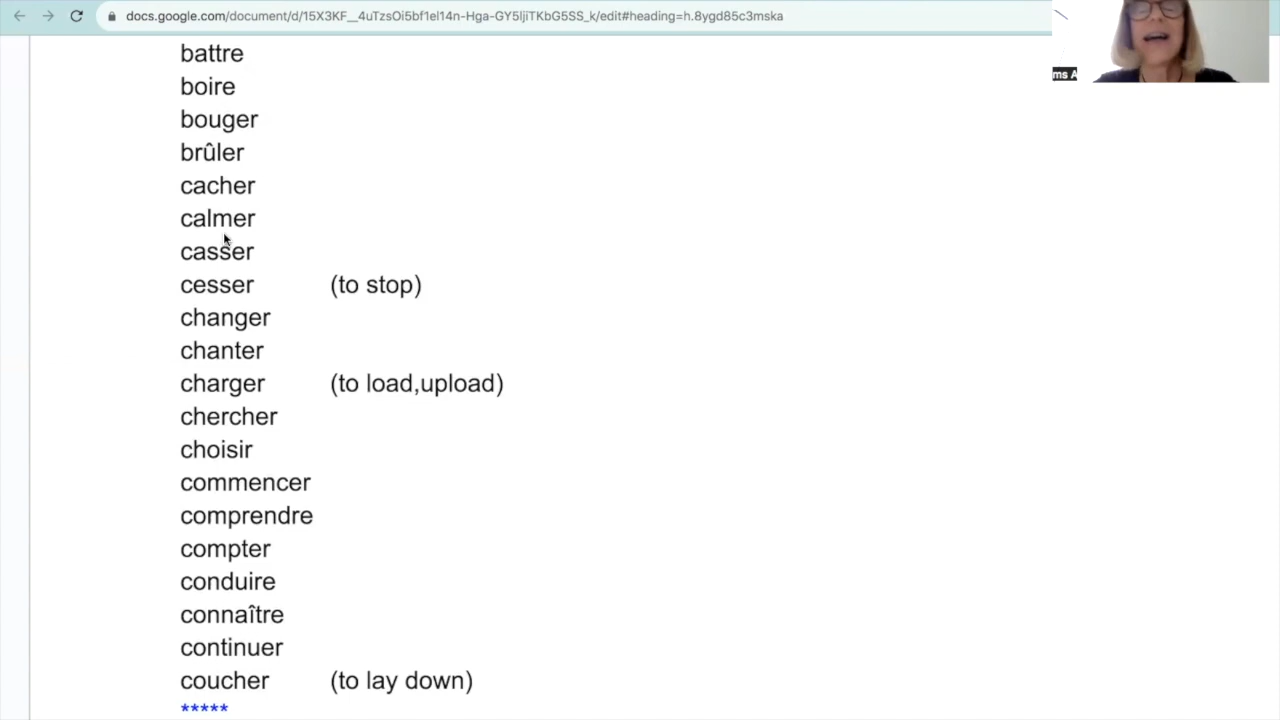 docs.google.com/document/d/15X3KF__4uTzsOi5bf1el14n-Hga-GY5ljiTKbG5SS_k/edit#heading=h.8ygd85c3mska
ms A
battre
boire
bouger
brûler
cacher
calmer
casser
cesser (to stop)
changer
chanter
charger (to load,upload)
chercher
choisir
commencer
comprendre
compter
conduire
connaître
continuer
coucher (to lay down)
*****